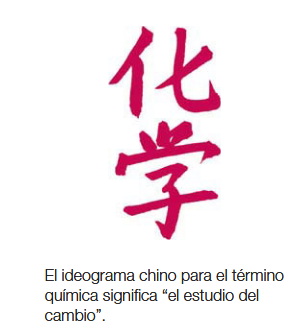 化
学
El ideograma chino para el término
química significa “el estudio del
cambio”.